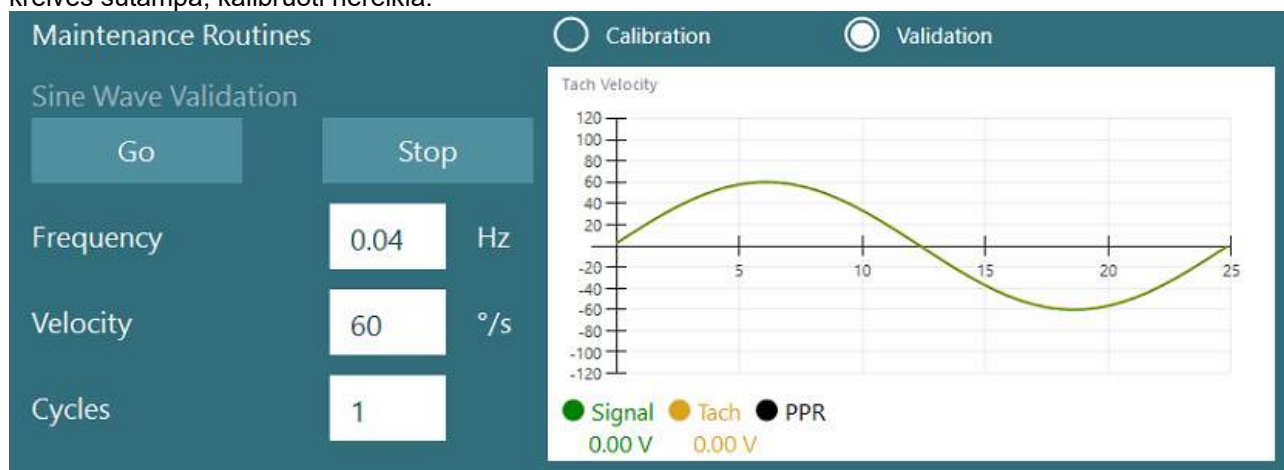 kreivės sutampa, kalibruoti nereikia.
Maintenance Routines
Calibration
Validation
Sine Wave Validation
Go
Stop
Frequency
0.04
Hz
Velocity
60
°/s
Cycles
1
Tach Velocity
120
100
80
60
40
20
-20
-40
-60
-80
-100
-120
5
10
15
20
25
Signal Tach PPR
0.00 V 0.00 V